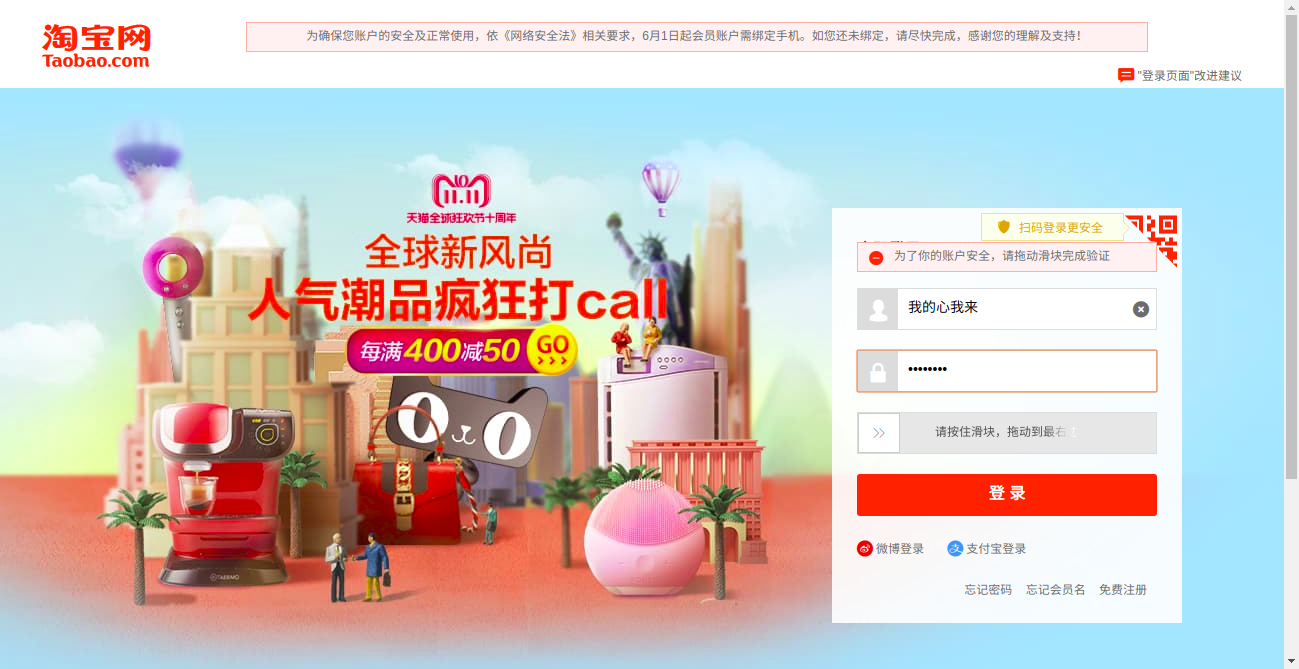 淘宝网
Taobao.com
为确保您账户的安全及正常使用，依《网络安全法》相关要求，6月1日起会员账户需绑定手机。如您还未绑定，请尽快完成，感谢您的理解及支持！
"登录页面"改进建议
11.11
天猫全球狂欢节十周年
全球新风尚
人气潮品疯狂打call
每满400减50 GO
扫码登录更安全
为了你的账户安全，请拖动滑块完成验证
我的心我来
••••••••
>> 请按住滑块，拖动到最右
登 录
微博登录 支付宝登录
忘记密码 忘记会员名 免费注册
TASSIMO